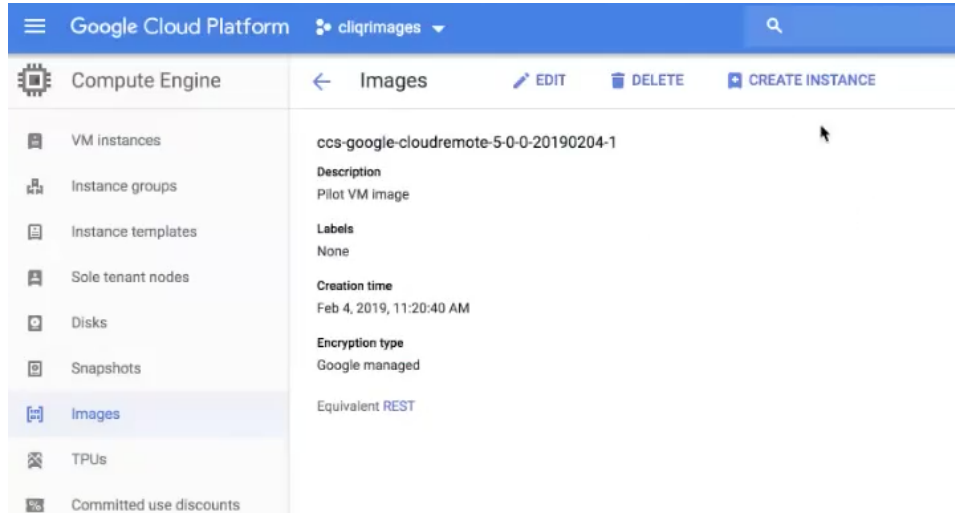 Google Cloud Platform cliqrimages
Compute Engine
Images EDIT DELETE CREATE INSTANCE
VM instances
Instance groups
Instance templates
Sole tenant nodes
Disks
Snapshots
Images
TPUs
Committed use discounts
ccs-google-cloudremote-5-0-0-20190204-1
Description
Pilot VM image
Labels
None
Creation time
Feb 4, 2019, 11:20:40 AM
Encryption type
Google managed
Equivalent REST